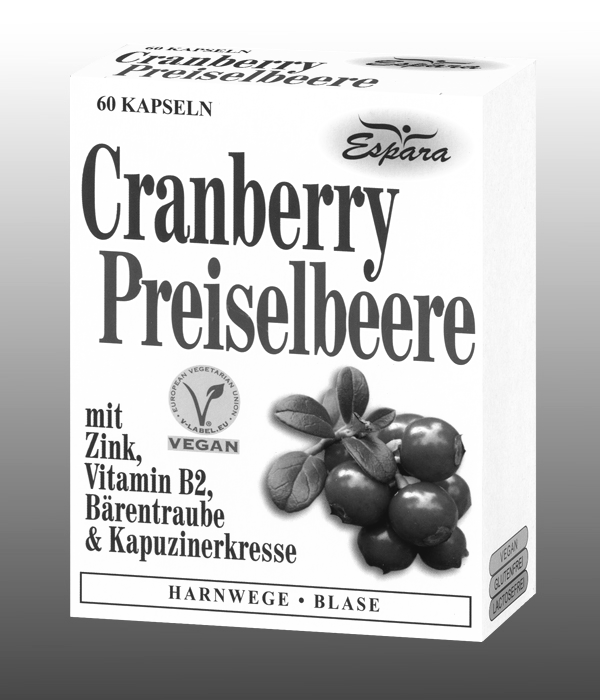 60 KAPSELN
Cranberry
Preiselbeere
Espara
60 KAPSELN
Espara
Cranberry
Preiselbeere
EUROPEAN VEGETARIAN UNION
V-LABEL.EU
VEGAN
mit
Zink,
Vitamin B2,
Bärentraube
& Kapuzinerkresse
HARNWEGE • BLASE
VEGAN
GLUTENFREI
LACTOSEFREI